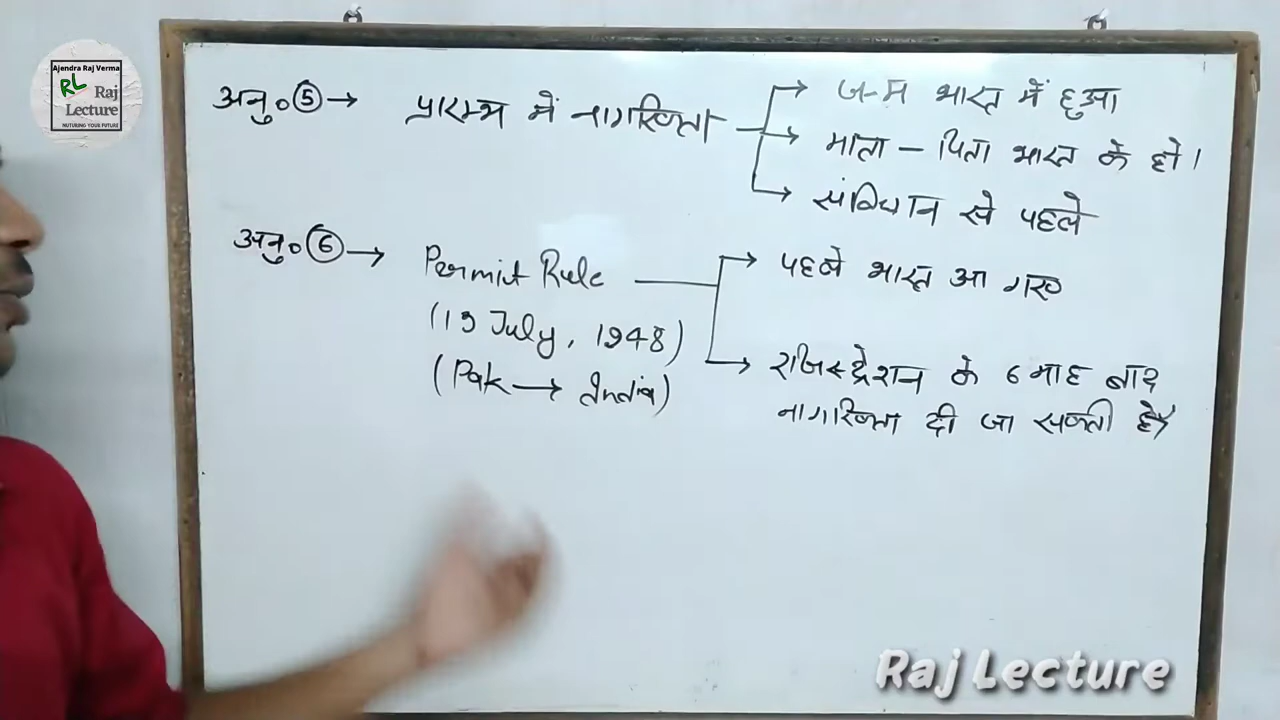 Ajendra Raj Verma
RL Raj
Lecture
NUTURING YOUR FUTURE
अनु० 5 → प्रारम्भ में नागरिकता → जन्म भारत में हुआ
→ माता – पिता भारत के हो।
→ संविधान से पहले
अनु० 6 → Permit Rule → पहले भारत आ गए
(19 July, 1948)
(Pak → India)
→ रजिस्ट्रेशन के 6 माह बाद
नागरिकता दी जा सकती है।
Raj Lecture